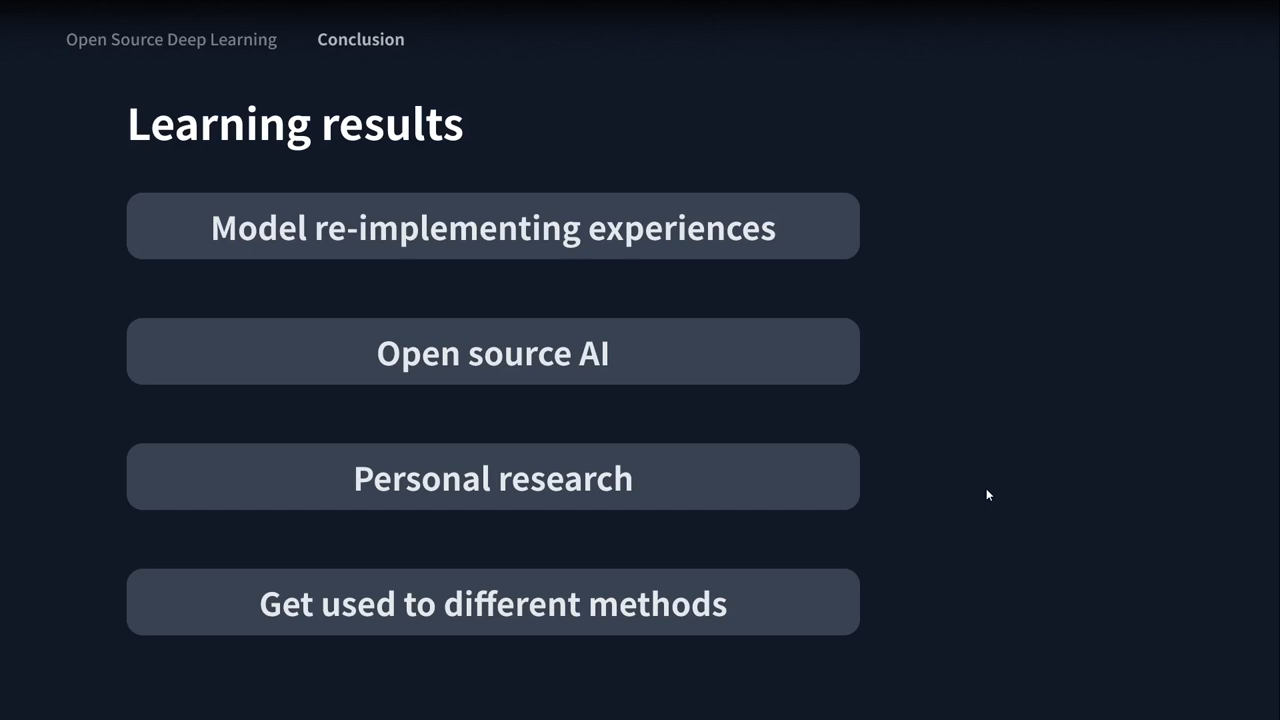 Open Source Deep Learning Conclusion
Learning results
Model re-implementing experiences
Open source AI
Personal research
Get used to different methods